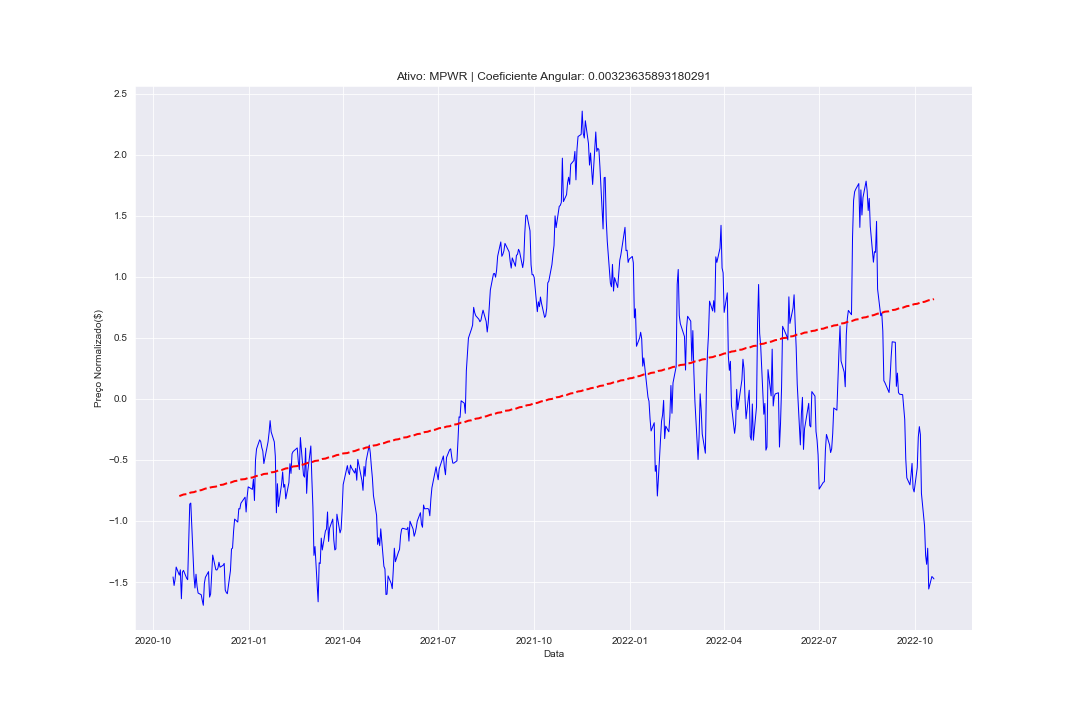 Ativo: MPWR | Coeficiente Angular: 0.00323635893180291
2.5
2.0
1.5
1.0
0.5
0.0
−0.5
−1.0
−1.5
Preço Normalizado($)
2020-10 2021-01 2021-04 2021-07 2021-10 2022-01 2022-04 2022-07 2022-10
Data